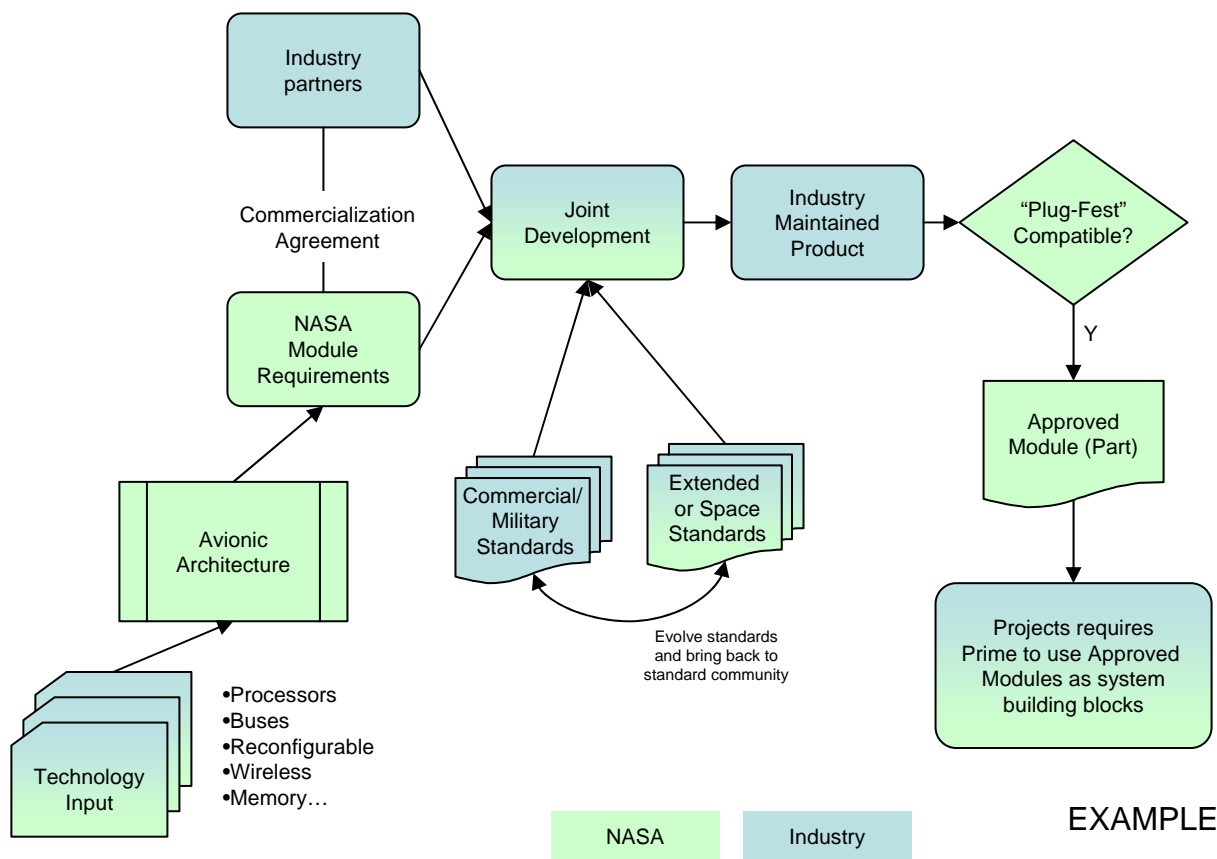 Industry
partners
Commercialization
Agreement
NASA
Module
Requirements
Avionic
Architecture
Technology
Input
•Processors
•Buses
•Reconfigurable
•Wireless
•Memory…
Joint
Development
Commercial/
Military
Standards
Extended
or Space
Standards
Evolve standards
and bring back to
standard community
Industry
Maintained
Product
“Plug-Fest”
Compatible?
Y
Approved
Module (Part)
Projects requires
Prime to use Approved
Modules as system
building blocks
NASA
Industry
EXAMPLE